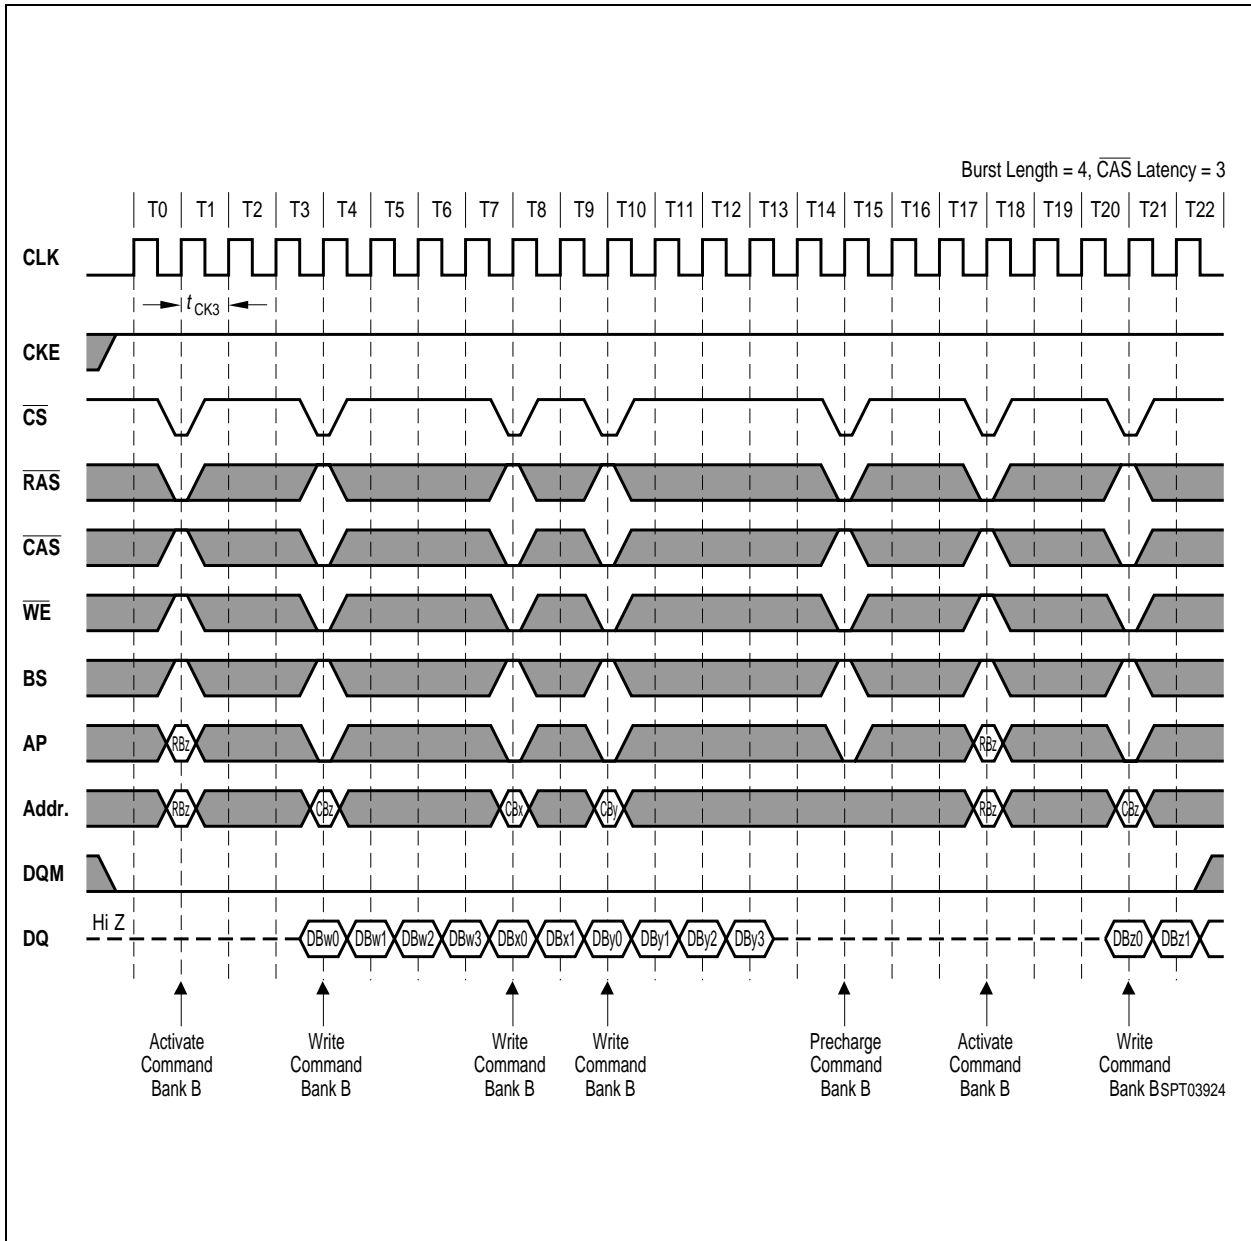 Burst Length = 4, CAS Latency = 3
T0 T1 T2 T3 T4 T5 T6 T7 T8 T9 T10 T11 T12 T13 T14 T15 T16 T17 T18 T19 T20 T21 T22
CLK
t CK3
CKE
CS
RAS
CAS
WE
BS
AP RBz RBz
Addr. RBz CBz CBx CBy RBz CBz
DQM
Hi Z
DQ DBw0 DBw1 DBw2 DBw3 DBx0 DBx1 DBy0 DBy1 DBy2 DBy3 DBz0 DBz1
Activate Write Write Write Precharge Activate Write
Command Command Command Command Command Command Command
Bank B Bank B Bank B Bank B Bank B Bank B Bank B SPT03924